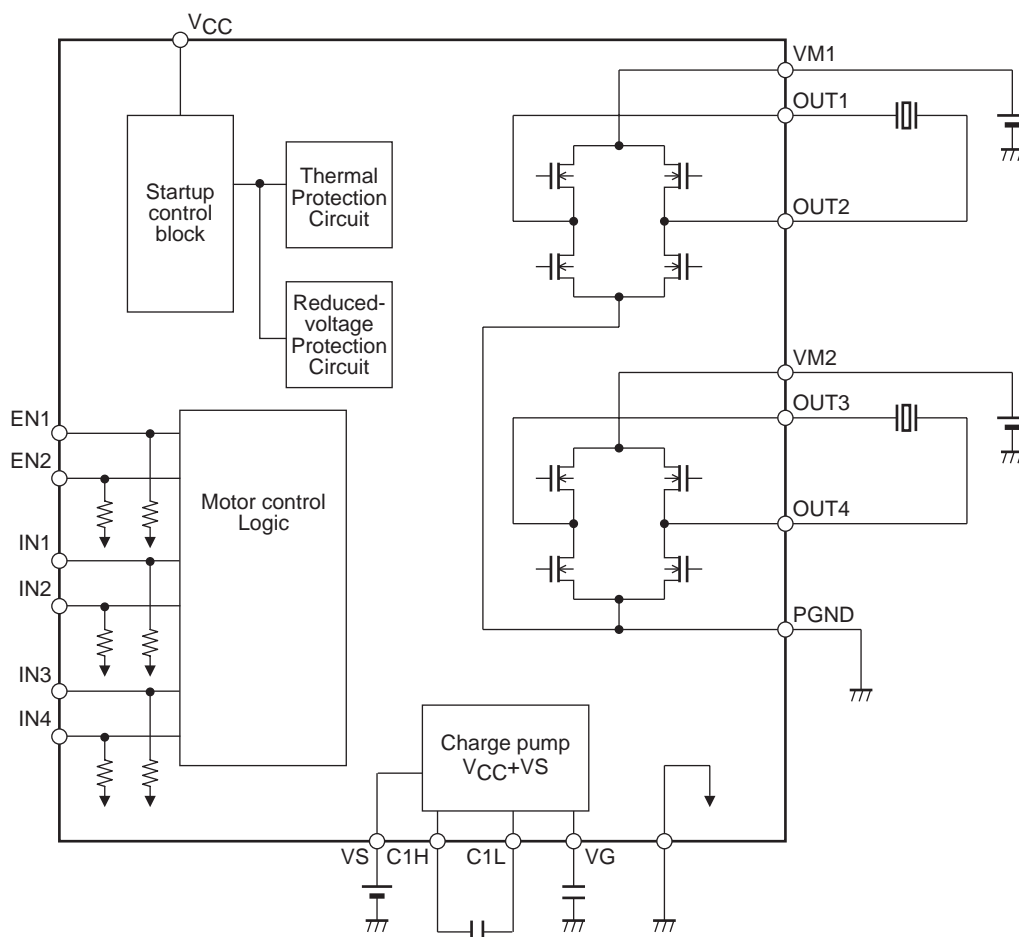 VCC
VM1
OUT1
Startup
control
block
Thermal
Protection
Circuit
OUT2
Reduced-
voltage
Protection
Circuit
VM2
OUT3
EN1
EN2
Motor control
Logic
OUT4
IN1
IN2
PGND
IN3
IN4
Charge pump
VCC+VS
VS
C1H
C1L
VG